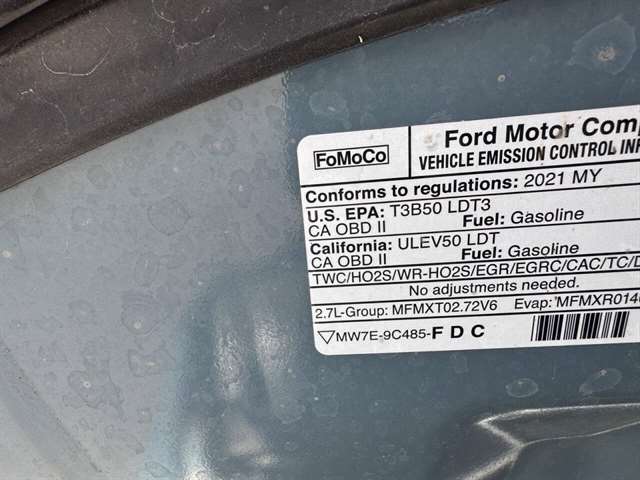 FoMoCo
Ford Motor Comp
VEHICLE EMISSION CONTROL INF
Conforms to regulations: 2021 MY
U.S. EPA: T3B50 LDT3
CA OBD II Fuel: Gasoline
California: ULEV50 LDT
CA OBD II Fuel: Gasoline
TWC/HO2S/WR-HO2S/EGR/EGRC/CAC/TC/D
No adjustments needed.
2.7L-Group: MFMXT02.72V6 Evap: MFMXR014
MW7E-9C485-F D C